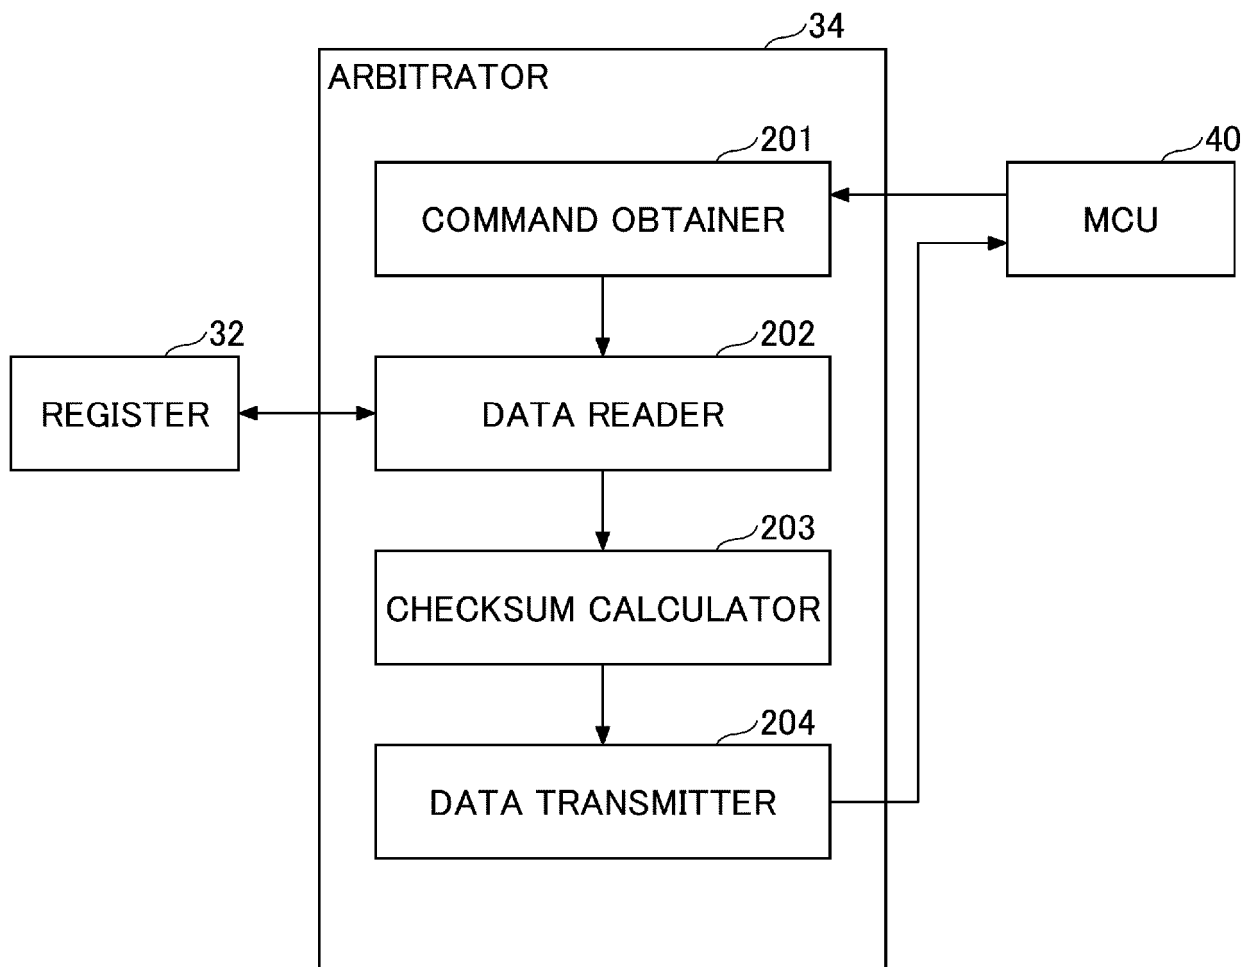 34
ARBITRATOR
201
COMMAND OBTAINER
40
MCU
32
REGISTER
202
DATA READER
203
CHECKSUM CALCULATOR
204
DATA TRANSMITTER